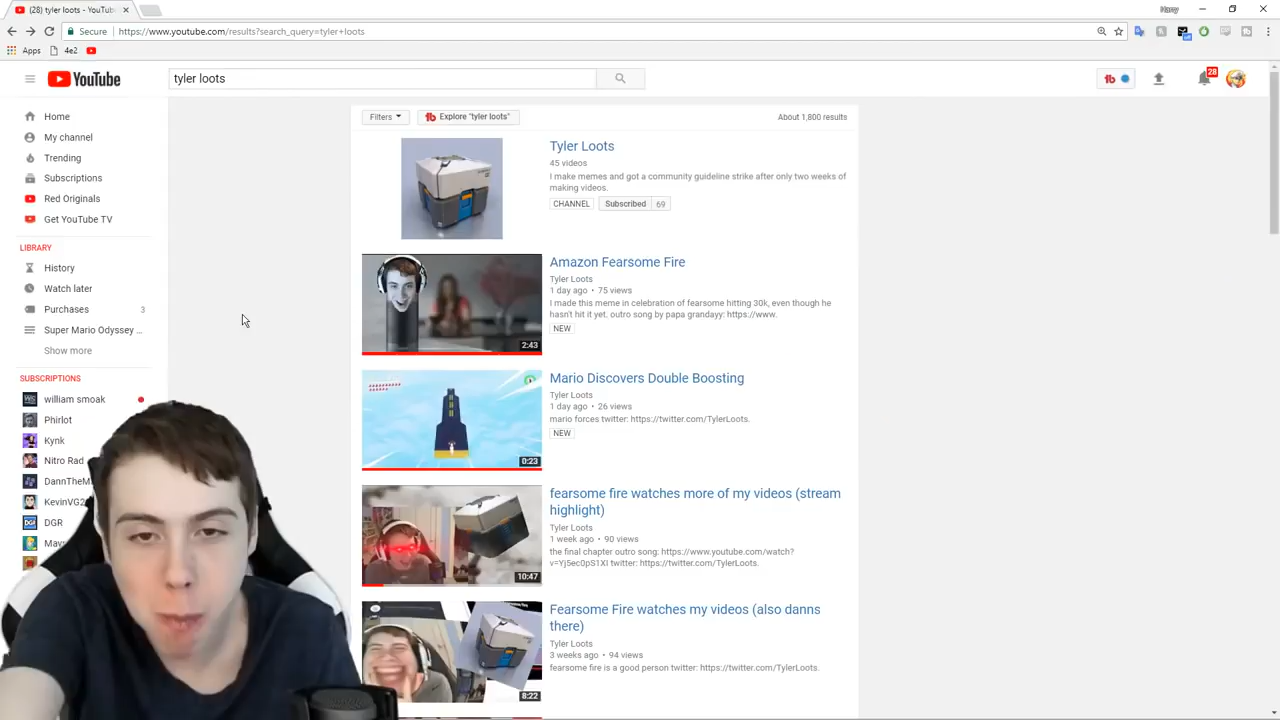 (28) tyler loots - YouTube
Harry
Secure
https://www.youtube.com/results?search_query=tyler+loots
Apps
4e2
YouTube
tyler loots
28
Home
My channel
Trending
Subscriptions
Red Originals
Get YouTube TV
LIBRARY
History
Watch later
Purchases 3
Super Mario Odyssey ...
Show more
SUBSCRIPTIONS
william smoak
Phirlot
Kynk
Nitro Rad
DannTheM
KevinVG2
DGR
Filters
Explore "tyler loots"
About 1,800 results
Tyler Loots
45 videos
I make memes and got a community guideline strike after only two weeks of
making videos.
CHANNEL
Subscribed 69
Amazon Fearsome Fire
Tyler Loots
1 day ago • 75 views
I made this meme in celebration of fearsome hitting 30k, even though he
hasn't hit it yet. outro song by papa grandayy: https://www.
NEW
2:43
Mario Discovers Double Boosting
Tyler Loots
1 day ago • 26 views
mario forces twitter: https://twitter.com/TylerLoots.
NEW
0:23
fearsome fire watches more of my videos (stream
highlight)
Tyler Loots
1 week ago • 90 views
the final chapter outro song: https://www.youtube.com/watch?
v=Yj5ec0pS1XI twitter: https://twitter.com/TylerLoots.
10:47
Fearsome Fire watches my videos (also danns
there)
Tyler Loots
3 weeks ago • 94 views
fearsome fire is a good person twitter: https://twitter.com/TylerLoots.
8:22